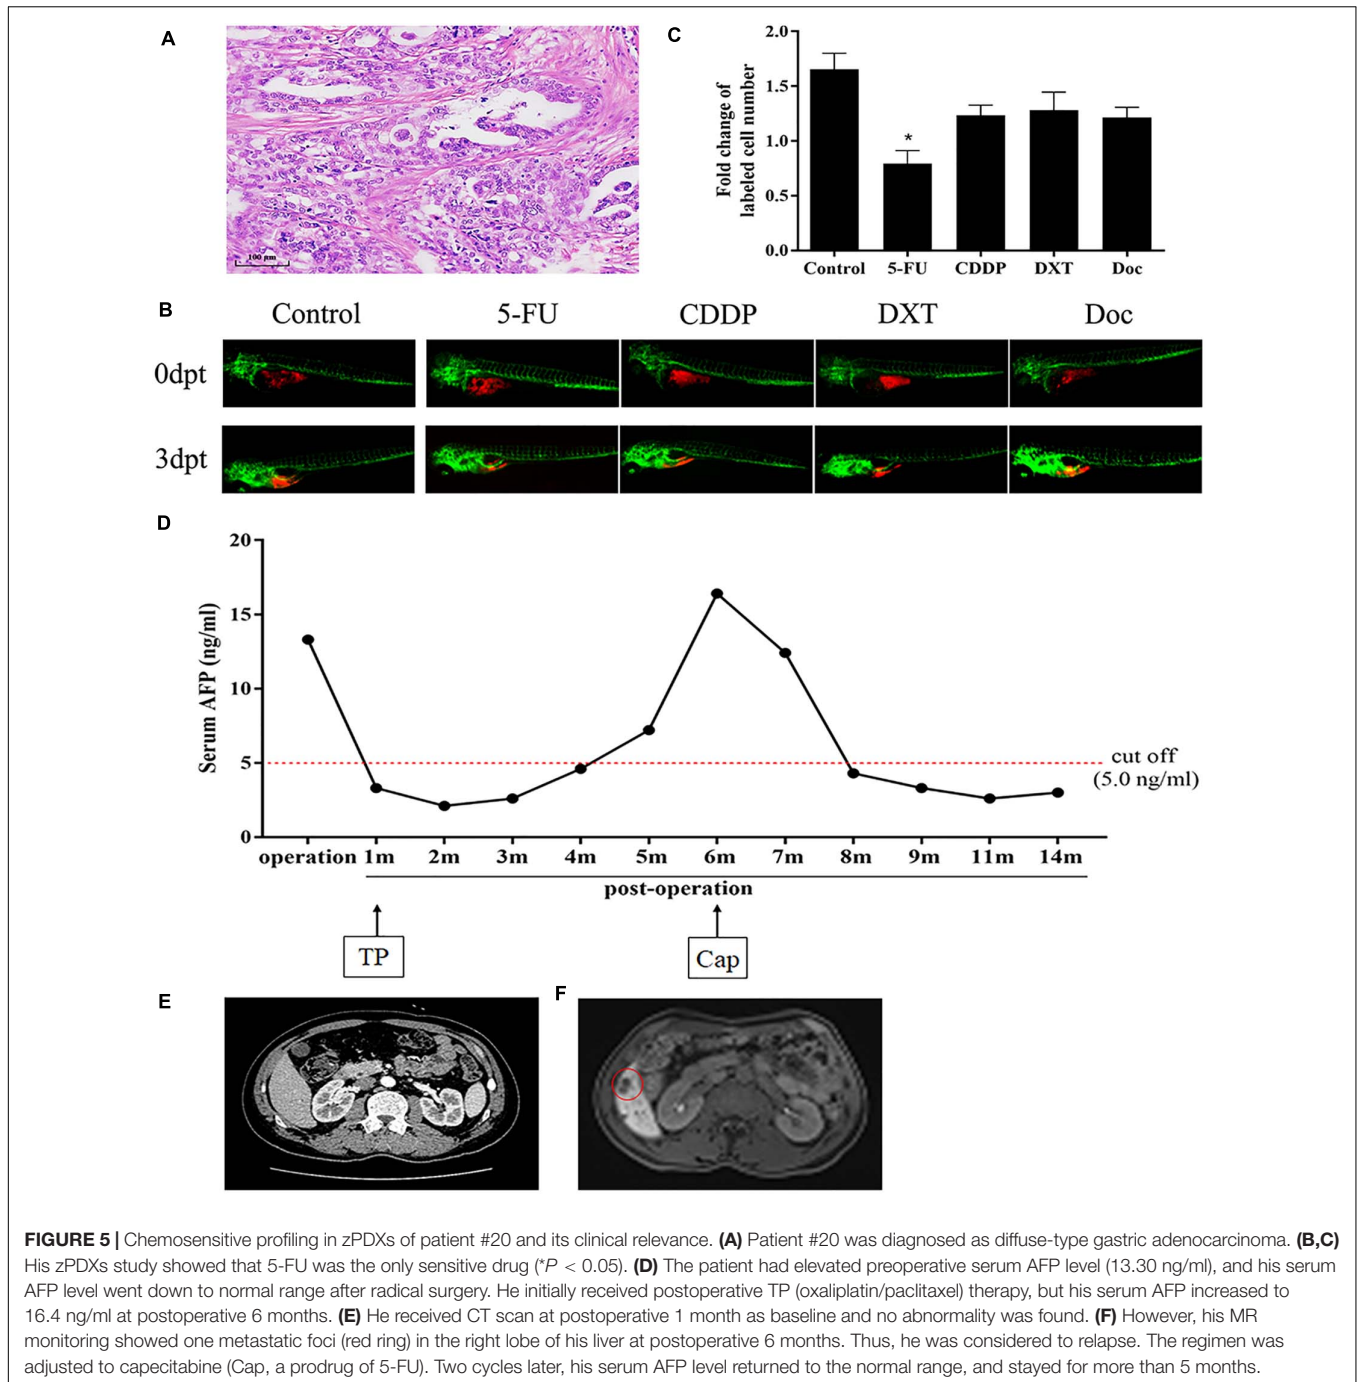 A
100 μm
C
2.0
1.5
1.0
0.5
0.0
Fold change of
labeled cell number
*
Control 5-FU CDDP DXT Doc
B
Control 5-FU CDDP DXT Doc
0dpt
3dpt
D
20
15
10
5
0
Serum AFP (ng/ml)
cut off
(5.0 ng/ml)
operation 1m 2m 3m 4m 5m 6m 7m 8m 9m 11m 14m
post-operation
TP
Cap
E
F
FIGURE 5 | Chemosensitive profiling in zPDXs of patient #20 and its clinical relevance. (A) Patient #20 was diagnosed as diffuse-type gastric adenocarcinoma. (B,C)
His zPDXs study showed that 5-FU was the only sensitive drug (*P < 0.05). (D) The patient had elevated preoperative serum AFP level (13.30 ng/ml), and his serum
AFP level went down to normal range after radical surgery. He initially received postoperative TP (oxaliplatin/paclitaxel) therapy, but his serum AFP increased to
16.4 ng/ml at postoperative 6 months. (E) He received CT scan at postoperative 1 month as baseline and no abnormality was found. (F) However, his MR
monitoring showed one metastatic foci (red ring) in the right lobe of his liver at postoperative 6 months. Thus, he was considered to relapse. The regimen was
adjusted to capecitabine (Cap, a prodrug of 5-FU). Two cycles later, his serum AFP level returned to the normal range, and stayed for more than 5 months.